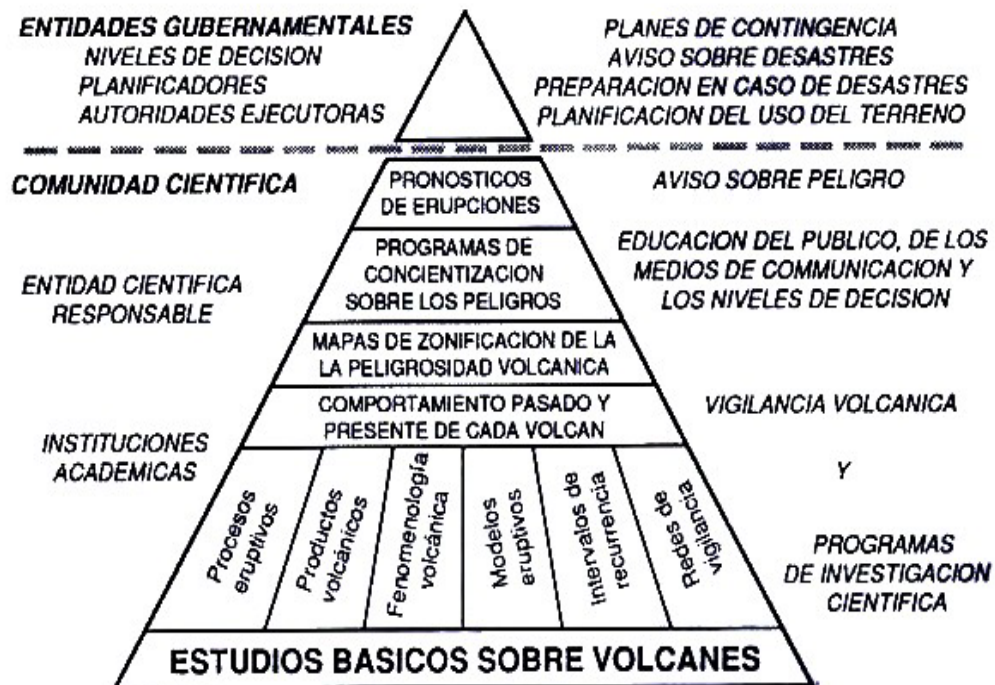 ENTIDADES GUBERNAMENTALES
NIVELES DE DECISION
PLANIFICADORES
AUTORIDADES EJECUTORAS
PLANES DE CONTINGENCIA
AVISO SOBRE DESASTRES
PREPARACION EN CASO DE DESASTRES
PLANIFICACION DEL USO DEL TERRENO
COMUNIDAD CIENTIFICA
PRONOSTICOS
DE ERUPCIONES
AVISO SOBRE PELIGRO
ENTIDAD CIENTIFICA
RESPONSABLE
PROGRAMAS DE
CONCIENTIZACION
SOBRE LOS PELIGROS
EDUCACION DEL PUBLICO, DE LOS
MEDIOS DE COMMUNICACION Y
LOS NIVELES DE DECISION
MAPAS DE ZONIFICACION DE LA
LA PELIGROSIDAD VOLCANICA
COMPORTAMIENTO PASADO Y
PRESENTE DE CADA VOLCAN
VIGILANCIA VOLCANICA
Y
PROGRAMAS
DE INVESTIGACION
CIENTIFICA
INSTITUCIONES
ACADEMICAS
Procesos
eruptivos
Productos
volcánicos
Fenomenología
volcánica
Modelos
eruptivos
Intervalos de
recurrencia
Redes de
vigilancia
ESTUDIOS BASICOS SOBRE VOLCANES